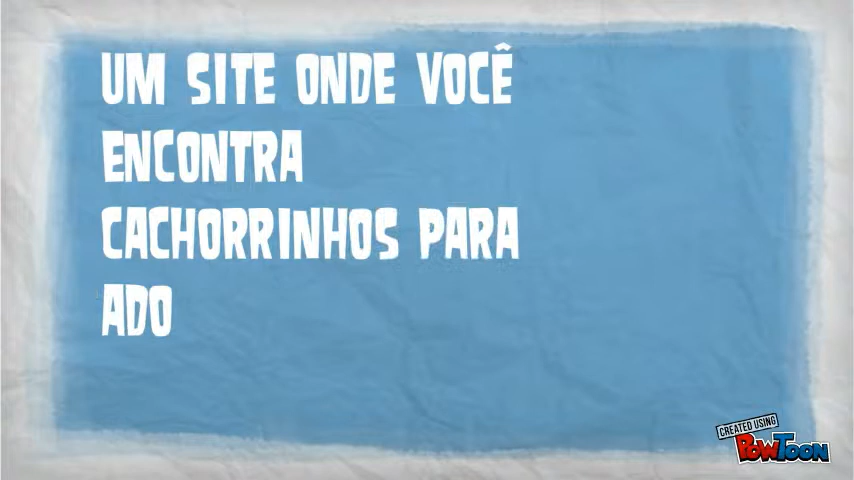 UM SITE ONDE VOCÊ
ENCONTRA
CACHORRINHOS PARA
ADO
CREATED USING
POWTOON